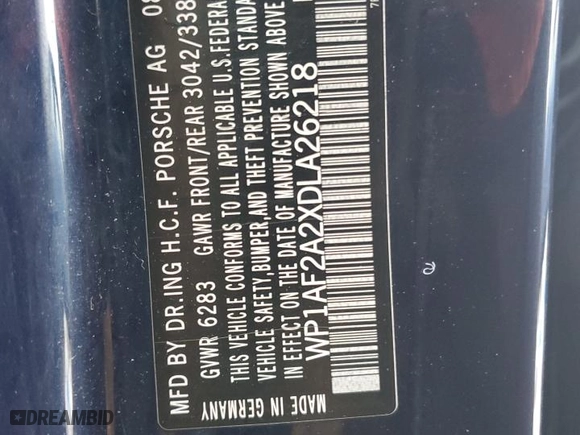 MFD BY DR.ING H.C.F. PORSCHE AG 08
GVWR 6283 GAWR FRONT/REAR 3042/338
THIS VEHICLE CONFORMS TO ALL APPLICABLE U.S.FEDERA
VEHICLE SAFETY,BUMPER,AND THEFT PREVENTION STANDA
IN EFFECT ON THE DATE OF MANUFACTURE SHOWN ABOVE
WP1AF2A2XDLA26218
MADE IN GERMANY
DREAMBID